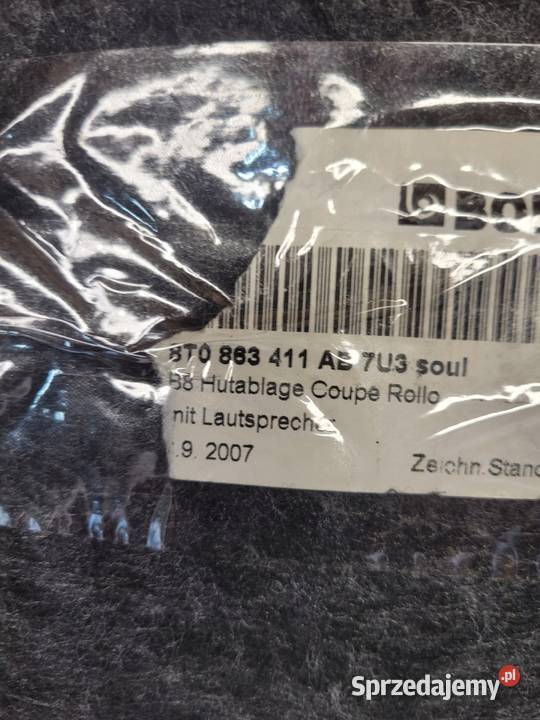 8T0 863 411 AB 7U3 soul
B8 Hutablage Coupe Rollo
mit Lautsprecher
.9. 2007
Zeichn.Stand
Sprzedajemy.pl